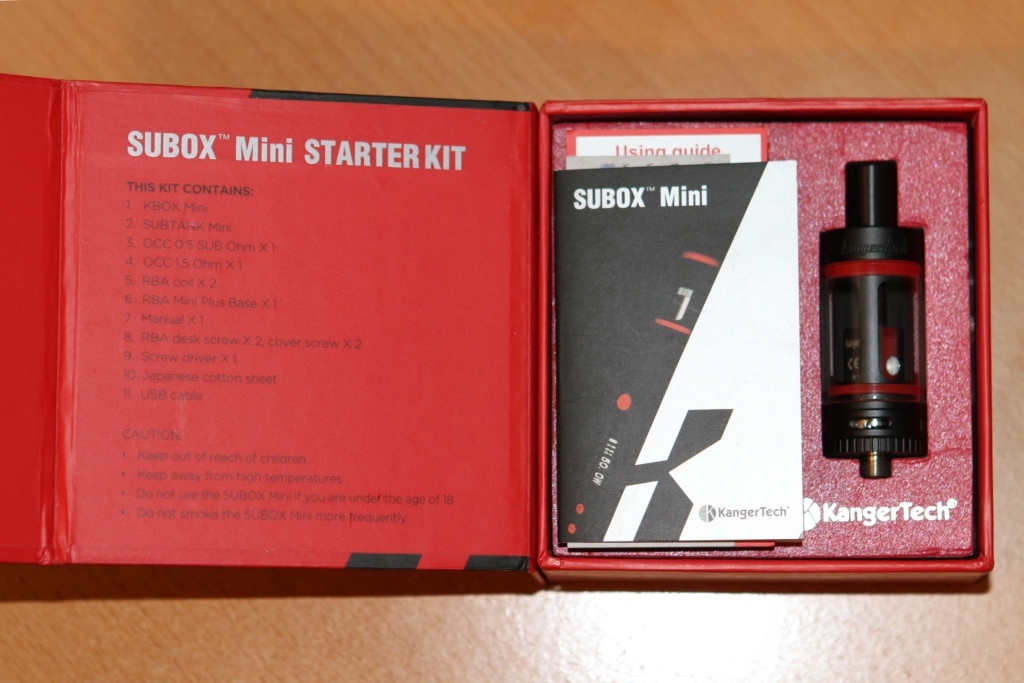 SUBOX™ Mini STARTER KIT
THIS KIT CONTAINS:
1. KBOX Mini
2. SUBTANK Mini
3. OCC 0.5 SUB Ohm X 1
4. OCC 1.5 Ohm X 1
5. RBA coil X 2
6. RBA Mini Plus Base X 1
7. Manual X 1
8. RBA desk screw X 2, cover screw X 2
9. Screw driver X 1
10. Japanese cotton sheet
11. USB cable
CAUTION:
• Keep out of reach of children
• Keep away from high temperatures
• Do not use the SUBOX Mini if you are under the age of 18
• Do not smoke the SUBOX Mini more frequently
Using guide
SUBOX™ Mini
KangerTech®
KangerTech
CE
KangerTech®